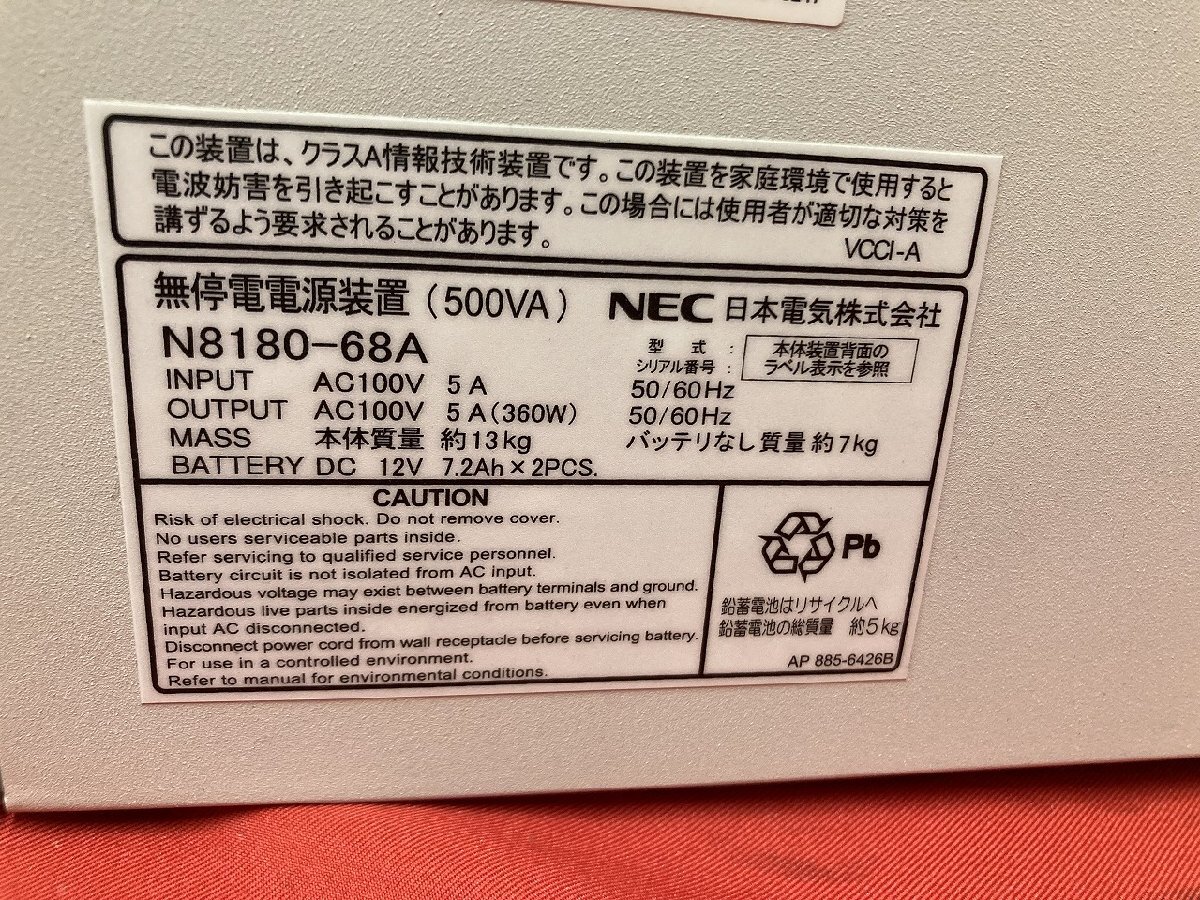 この装置は、クラスA情報技術装置です。この装置を家庭環境で使用すると
電波妨害を引き起こすことがあります。この場合には使用者が適切な対策を
講ずるよう要求されることがあります。
VCCI-A
無停電電源装置（500VA） NEC 日本電気株式会社
N8180-68A
型式 : 本体装置背面の
シリアル番号 : ラベル表示を参照
INPUT AC100V 5A 50/60Hz
OUTPUT AC100V 5A(360W) 50/60Hz
MASS 本体質量 約13kg バッテリなし質量 約7kg
BATTERY DC 12V 7.2Ah×2PCS.
CAUTION
Risk of electrical shock. Do not remove cover.
No users serviceable parts inside.
Refer servicing to qualified service personnel.
Battery circuit is not isolated from AC input.
Hazardous voltage may exist between battery terminals and ground.
Hazardous live parts inside energized from battery even when
input AC disconnected.
Disconnect power cord from wall receptacle before servicing battery.
For use in a controlled environment.
Refer to manual for environmental conditions.
Pb
鉛蓄電池はリサイクルへ
鉛蓄電池の総質量 約5kg
AP 885-6426B